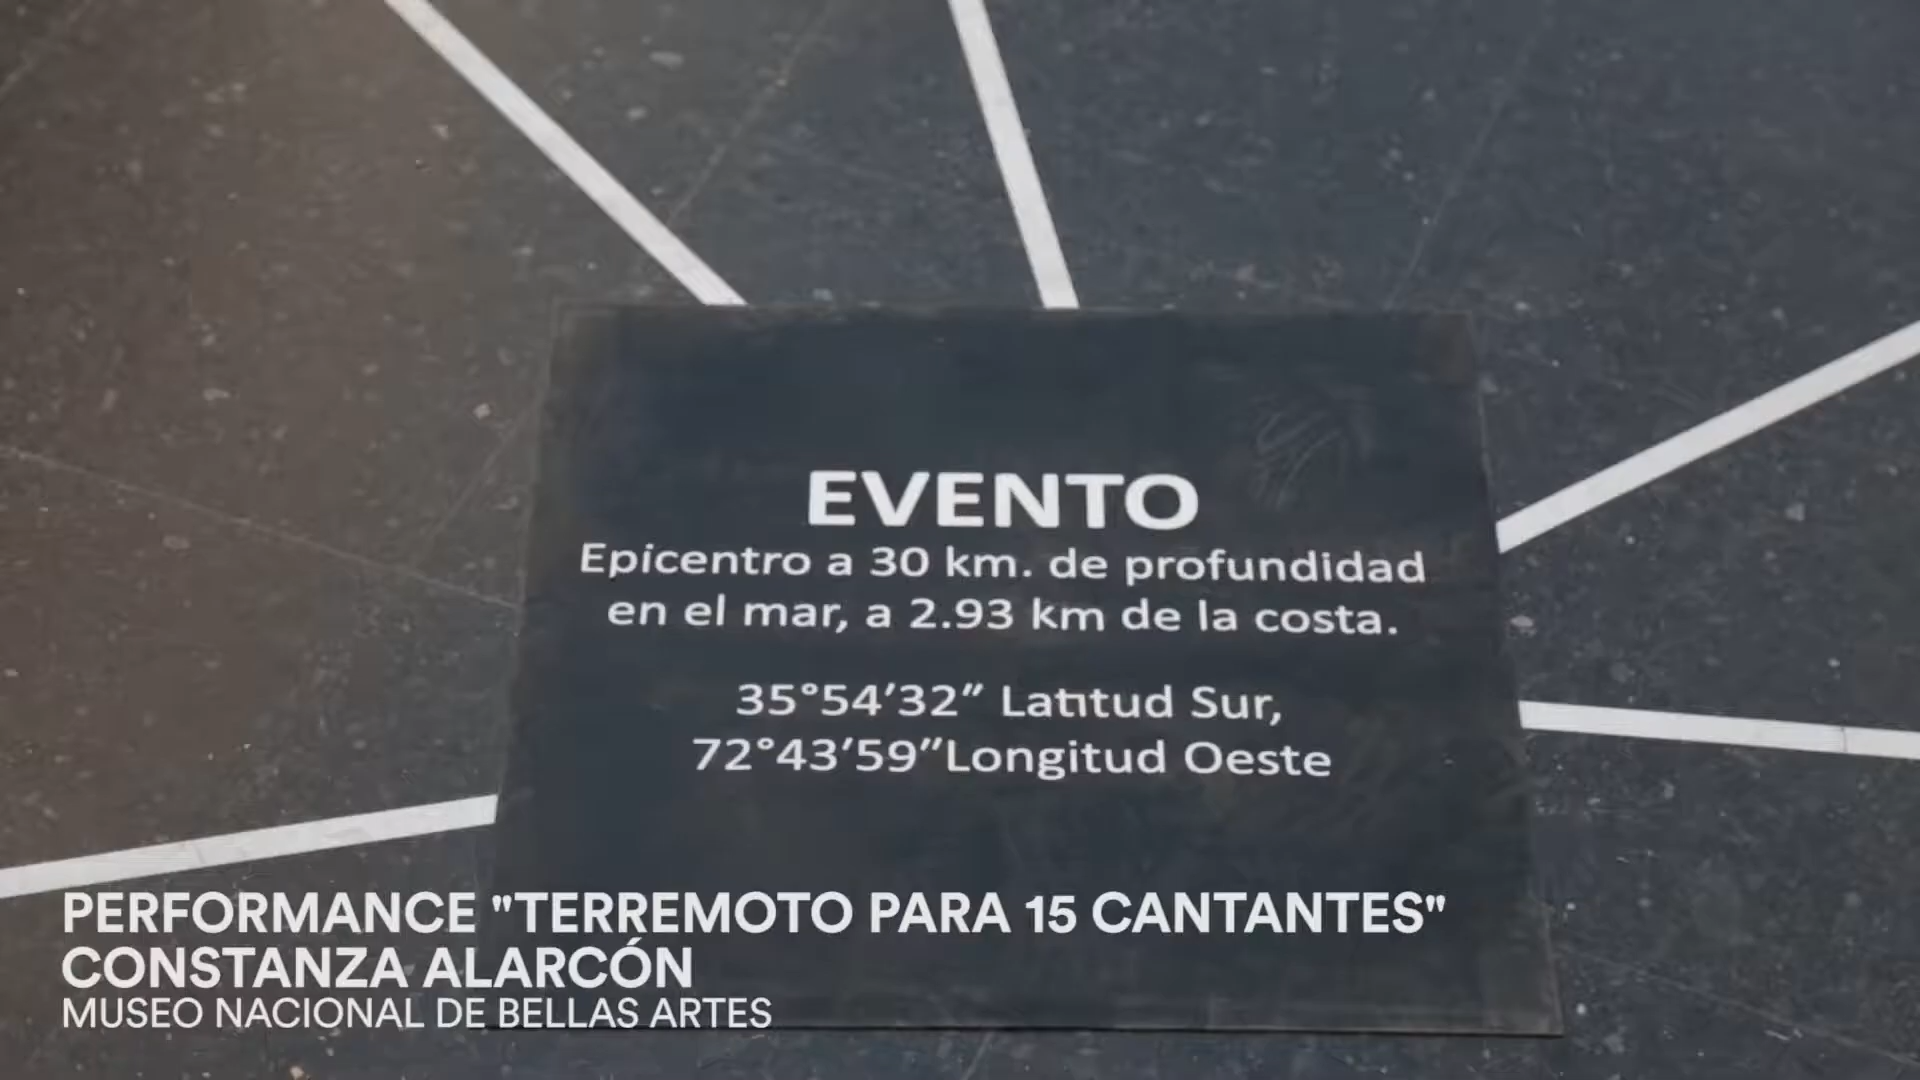 EVENTO
Epicentro a 30 km. de profundidad
en el mar, a 2.93 km de la costa.
35°54’32” Latitud Sur,
72°43’59”Longitud Oeste
PERFORMANCE "TERREMOTO PARA 15 CANTANTES"
CONSTANZA ALARCÓN
MUSEO NACIONAL DE BELLAS ARTES